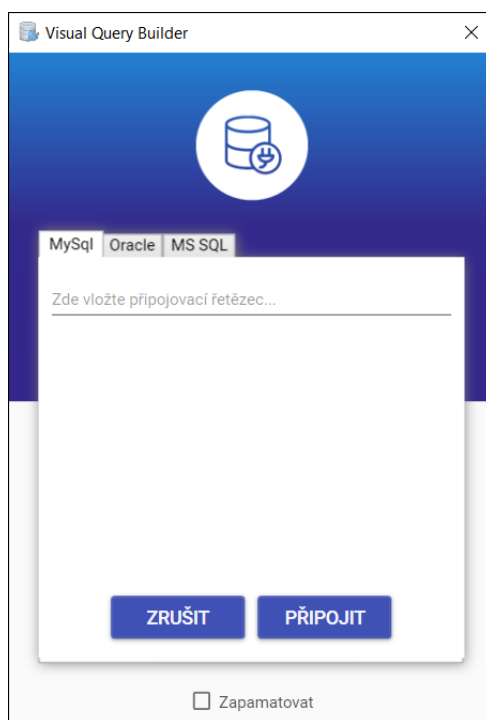 Visual Query Builder
MySql Oracle MS SQL
Zde vložte připojovací řetězec...
ZRUŠIT PŘIPOJIT
Zapamatovat